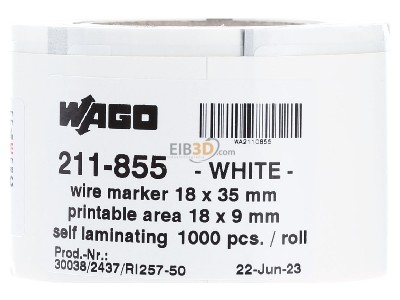 WAGO
WA2110855
EIB3D.com
211-855 - WHITE -
wire marker 18 x 35 mm
printable area 18 x 9 mm
self laminating 1000 pcs. / roll
Prod.-Nr.:
30038/2437/RI257-50 22-Jun-23